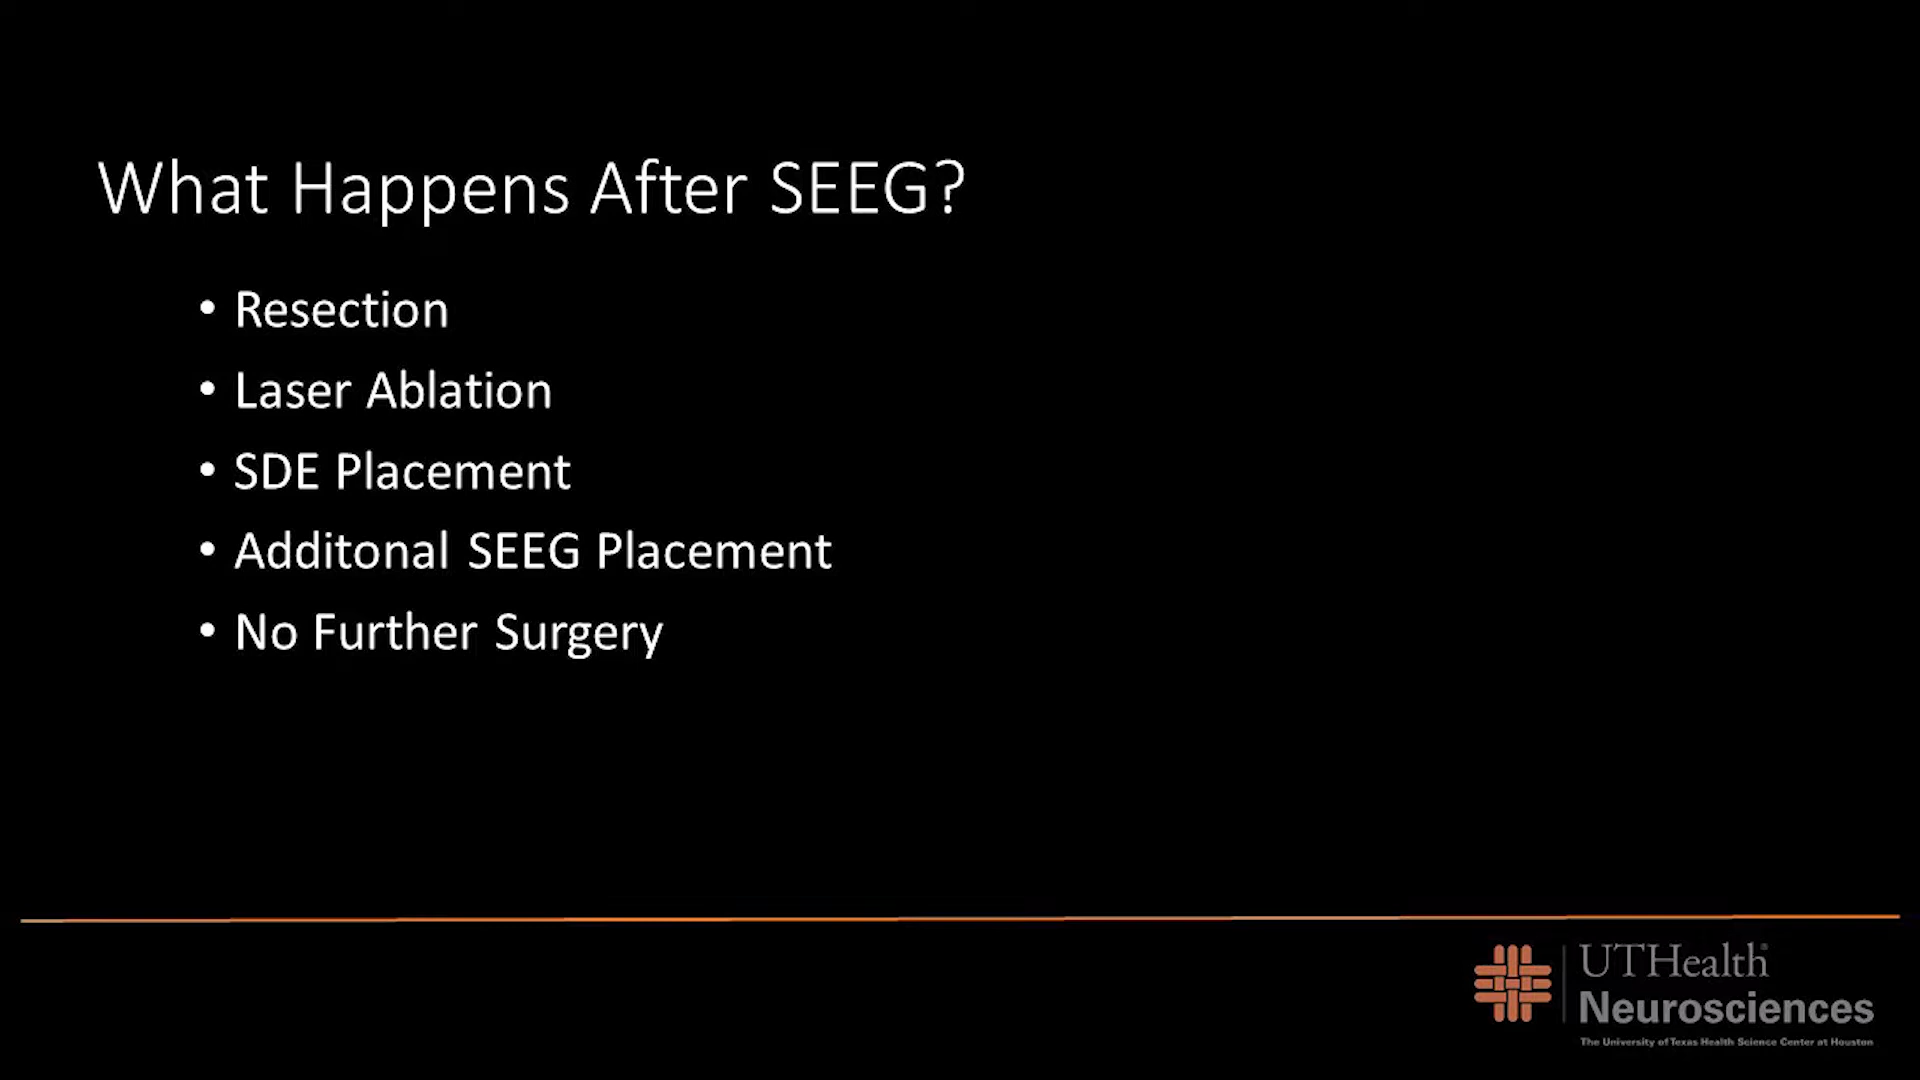 What Happens After SEEG?
• Resection
• Laser Ablation
• SDE Placement
• Additonal SEEG Placement
• No Further Surgery
UTHealth®
Neurosciences
The University of Texas Health Science Center at Houston